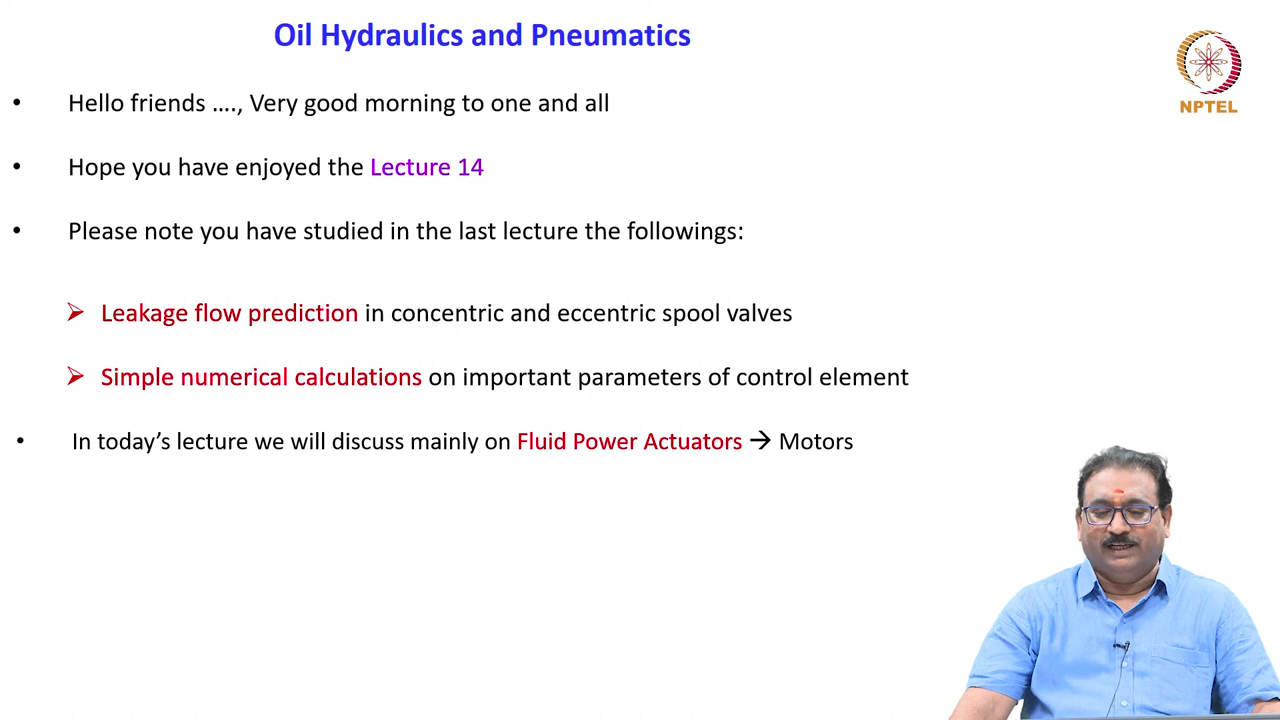 Oil Hydraulics and Pneumatics
NPTEL
• Hello friends …., Very good morning to one and all
• Hope you have enjoyed the Lecture 14
• Please note you have studied in the last lecture the followings:
➢ Leakage flow prediction in concentric and eccentric spool valves
➢ Simple numerical calculations on important parameters of control element
• In today’s lecture we will discuss mainly on Fluid Power Actuators → Motors